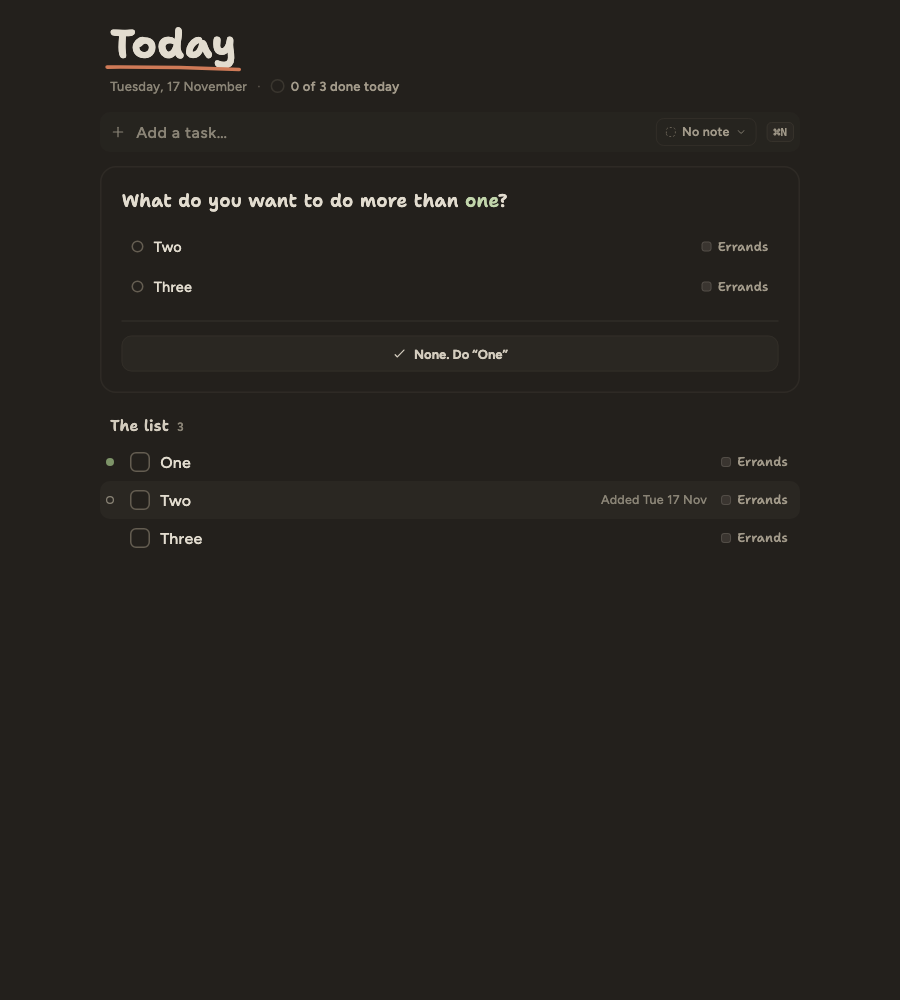 Today
Tuesday, 17 November · 0 of 3 done today
Add a task... No note ⌘N
What do you want to do more than one?
Two Errands
Three Errands
None. Do “One”
The list 3
One Errands
Two Added Tue 17 Nov Errands
Three Errands